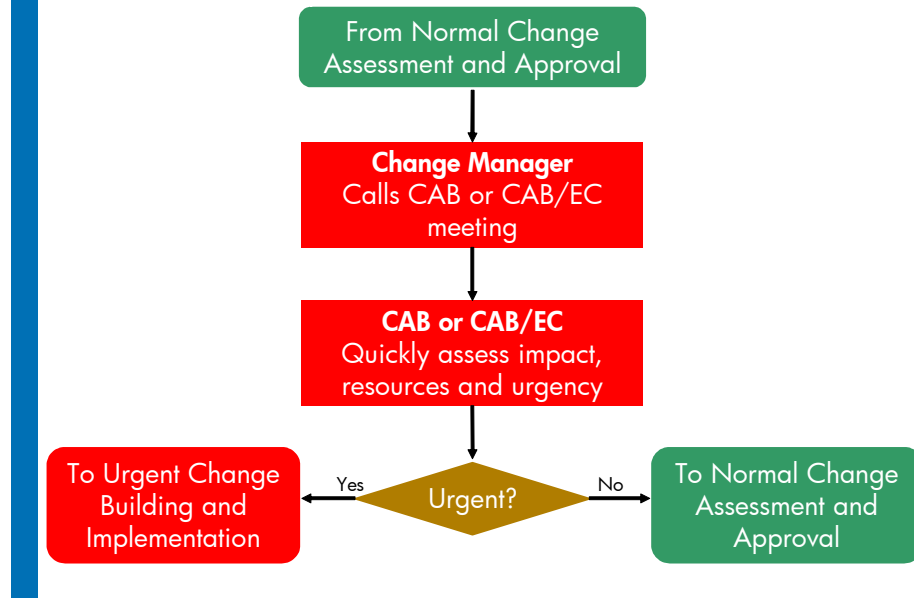 From Normal Change
Assessment and Approval
Change Manager
Calls CAB or CAB/EC
meeting
CAB or CAB/EC
Quickly assess impact,
resources and urgency
To Urgent Change
Building and
Implementation
Yes
Urgent?
No
To Normal Change
Assessment and
Approval